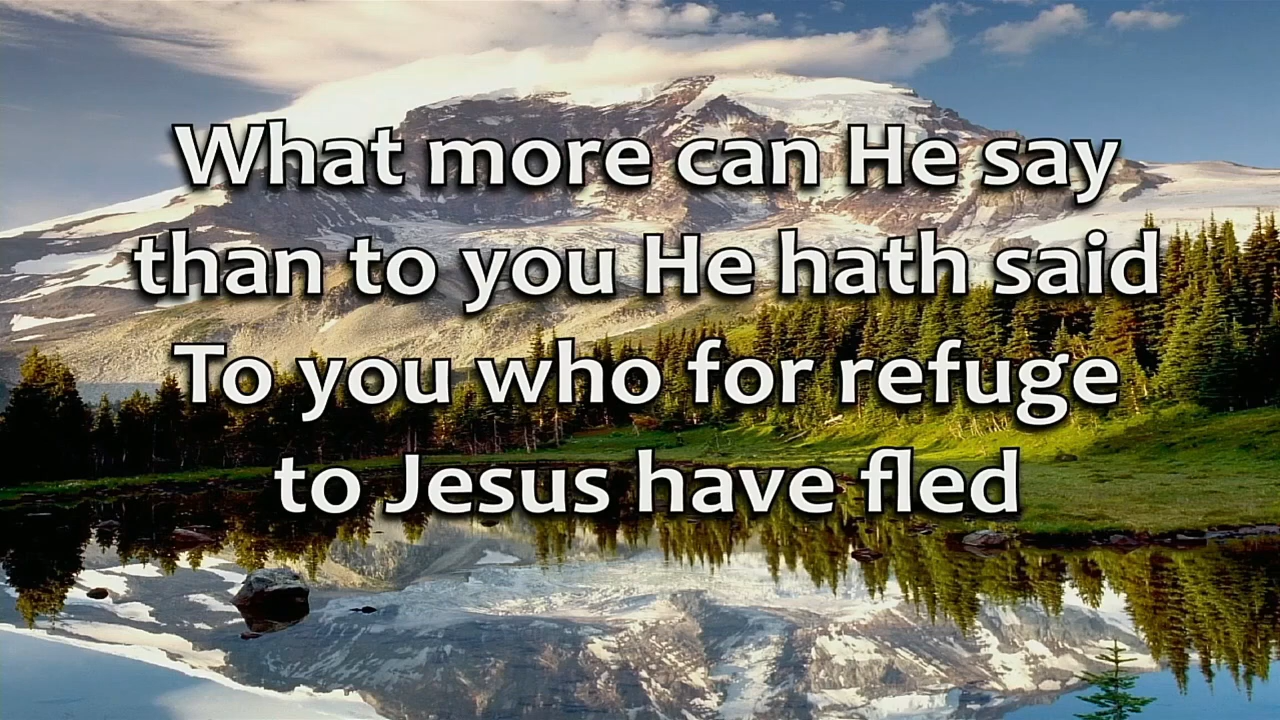 What more can He say
than to you He hath said
To you who for refuge
to Jesus have fled